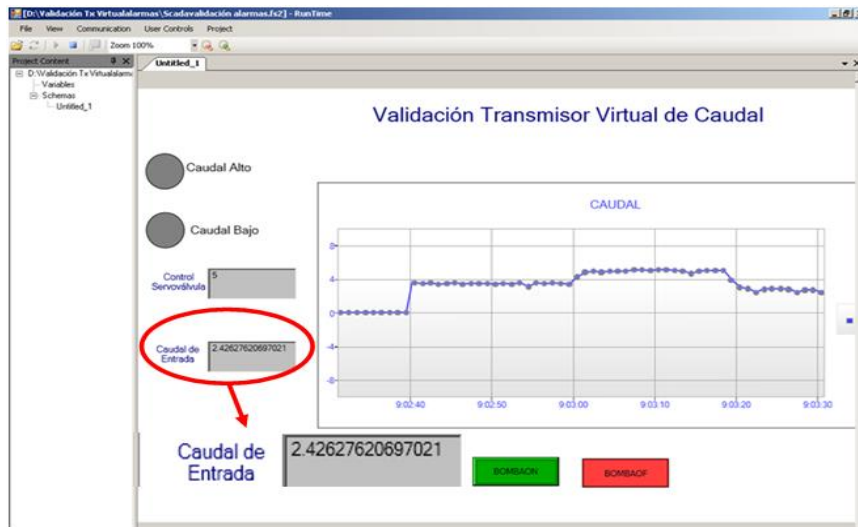 [D:\Validación Tx Virtualalarmas\Scadavalidación alarmas.fs2] - RunTime
File View Communication User Controls Project
Zoom 100%
Project Content
Untitled_1
D:\Validación Tx Virtualalarm
Variables
Schemas
Untitled_1
Validación Transmisor Virtual de Caudal
Caudal Alto
Caudal Bajo
Control
Servoválvula
5
Caudal de
Entrada
2.42627620697021
CAUDAL
8
4
0
-4
-8
9:02:40 9:02:50 9:03:00 9:03:10 9:03:20 9:03:30
Caudal de
Entrada
2.42627620697021
BOMBAON
BOMBAOF